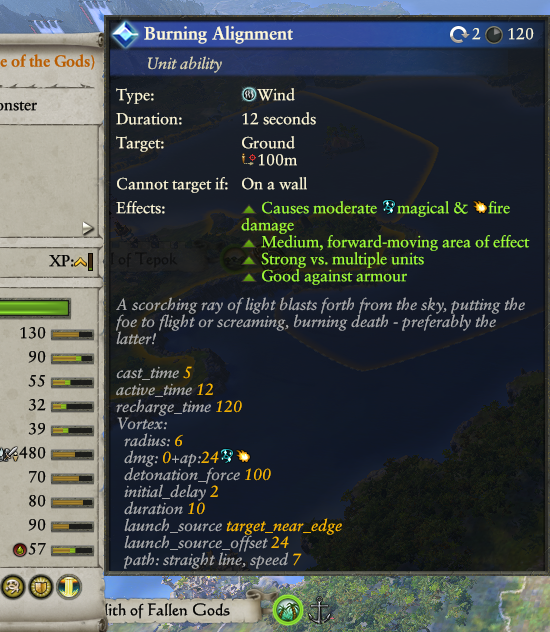 Burning Alignment 2 120
e of the Gods)
Unit ability
onster
Type: Wind
Duration: 12 seconds
Target: Ground
100m
Cannot target if: On a wall
Effects: Causes moderate magical & fire
damage
Medium, forward-moving area of effect
Strong vs. multiple units
Good against armour
XP:
of Tepok
A scorching ray of light blasts forth from the sky, putting the
foe to flight or screaming, burning death - preferably the
latter!
130
90
55
32
39
480
70
80
90
57
cast_time 5
active_time 12
recharge_time 120
Vortex:
radius: 6
dmg: 0+ap:24
detonation_force 100
initial_delay 2
duration 10
launch_source target_near_edge
launch_source_offset 24
path: straight line, speed 7
lith of Fallen Gods